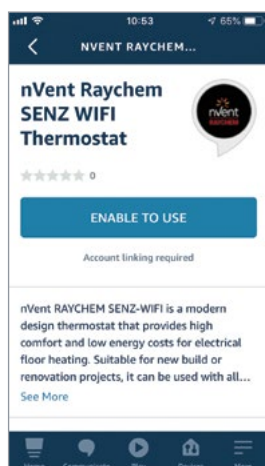 10:53
65%
NVENT RAYCHEM...
nVent Raychem
SENZ WIFI
Thermostat
nVent
RAYCHEM
0
ENABLE TO USE
Account linking required
nVent RAYCHEM SENZ-WIFI is a modern
design thermostat that provides high
comfort and low energy costs for electrical
floor heating. Suitable for new build or
renovation projects, it can be used with all...
See More